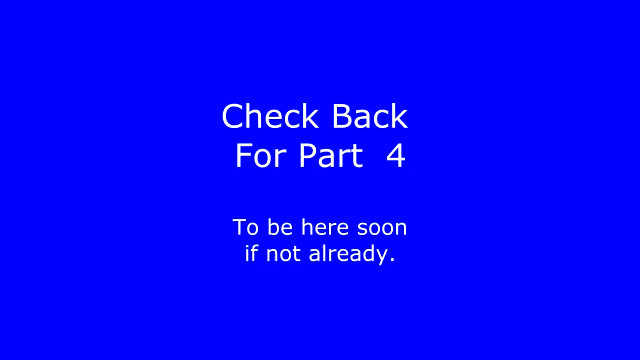 Check Back
For Part  4
To be here soon
if not already.